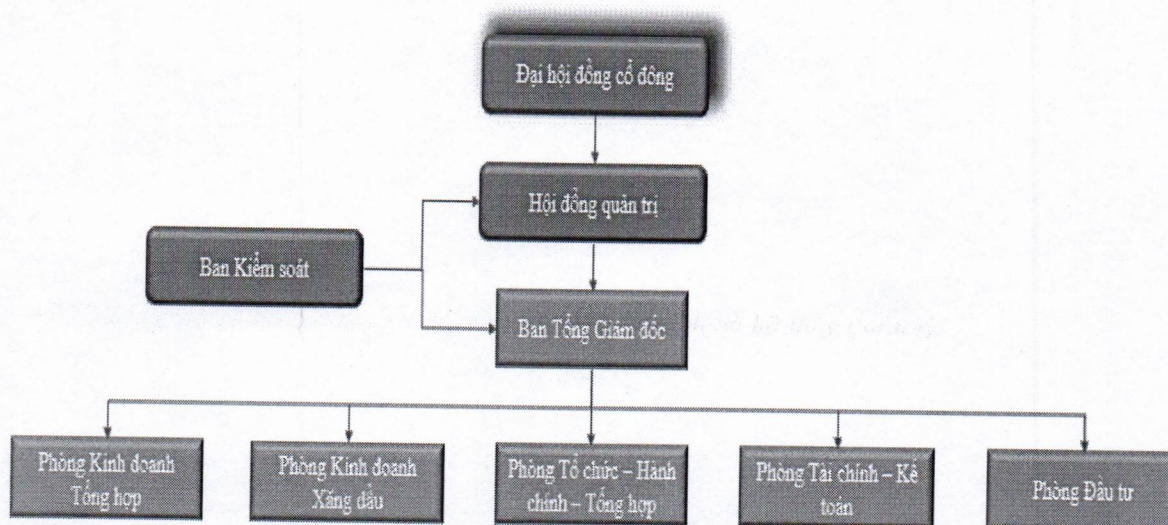 Đại hội đồng cổ đông
Hội đồng quản trị
Ban Kiểm soát
Ban Tổng Giám đốc
Phòng Kinh doanh
Tổng hợp
Phòng Kinh doanh
Xăng dầu
Phòng Tổ chức – Hành
chính – Tổng hợp
Phòng Tài chính – Kế
toán
Phòng Đầu tư